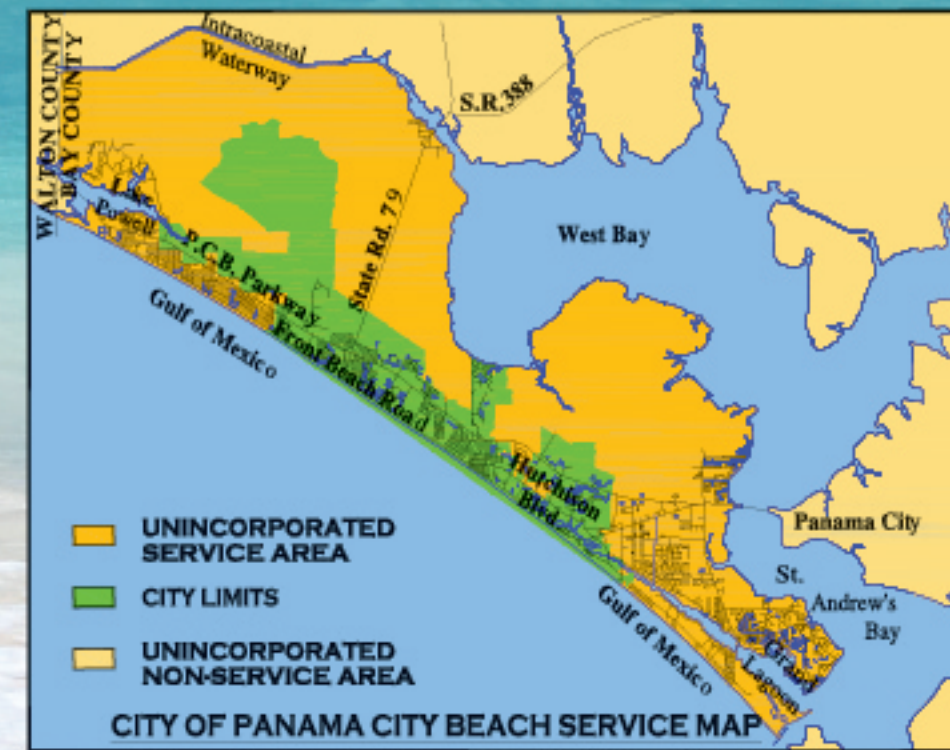 WALTON COUNTY
BAY COUNTY
Intracoastal
Waterway
S.R.388
Lake
Powell
P.C.B. Parkway
State Rd. 79
West Bay
Gulf of Mexico
Front Beach Road
Hutchison
Blvd.
Panama City
St.
Andrew's
Bay
Gulf of Mexico
Grand
Lagoon
UNINCORPORATED
SERVICE AREA
CITY LIMITS
UNINCORPORATED
NON-SERVICE AREA
CITY OF PANAMA CITY BEACH SERVICE MAP